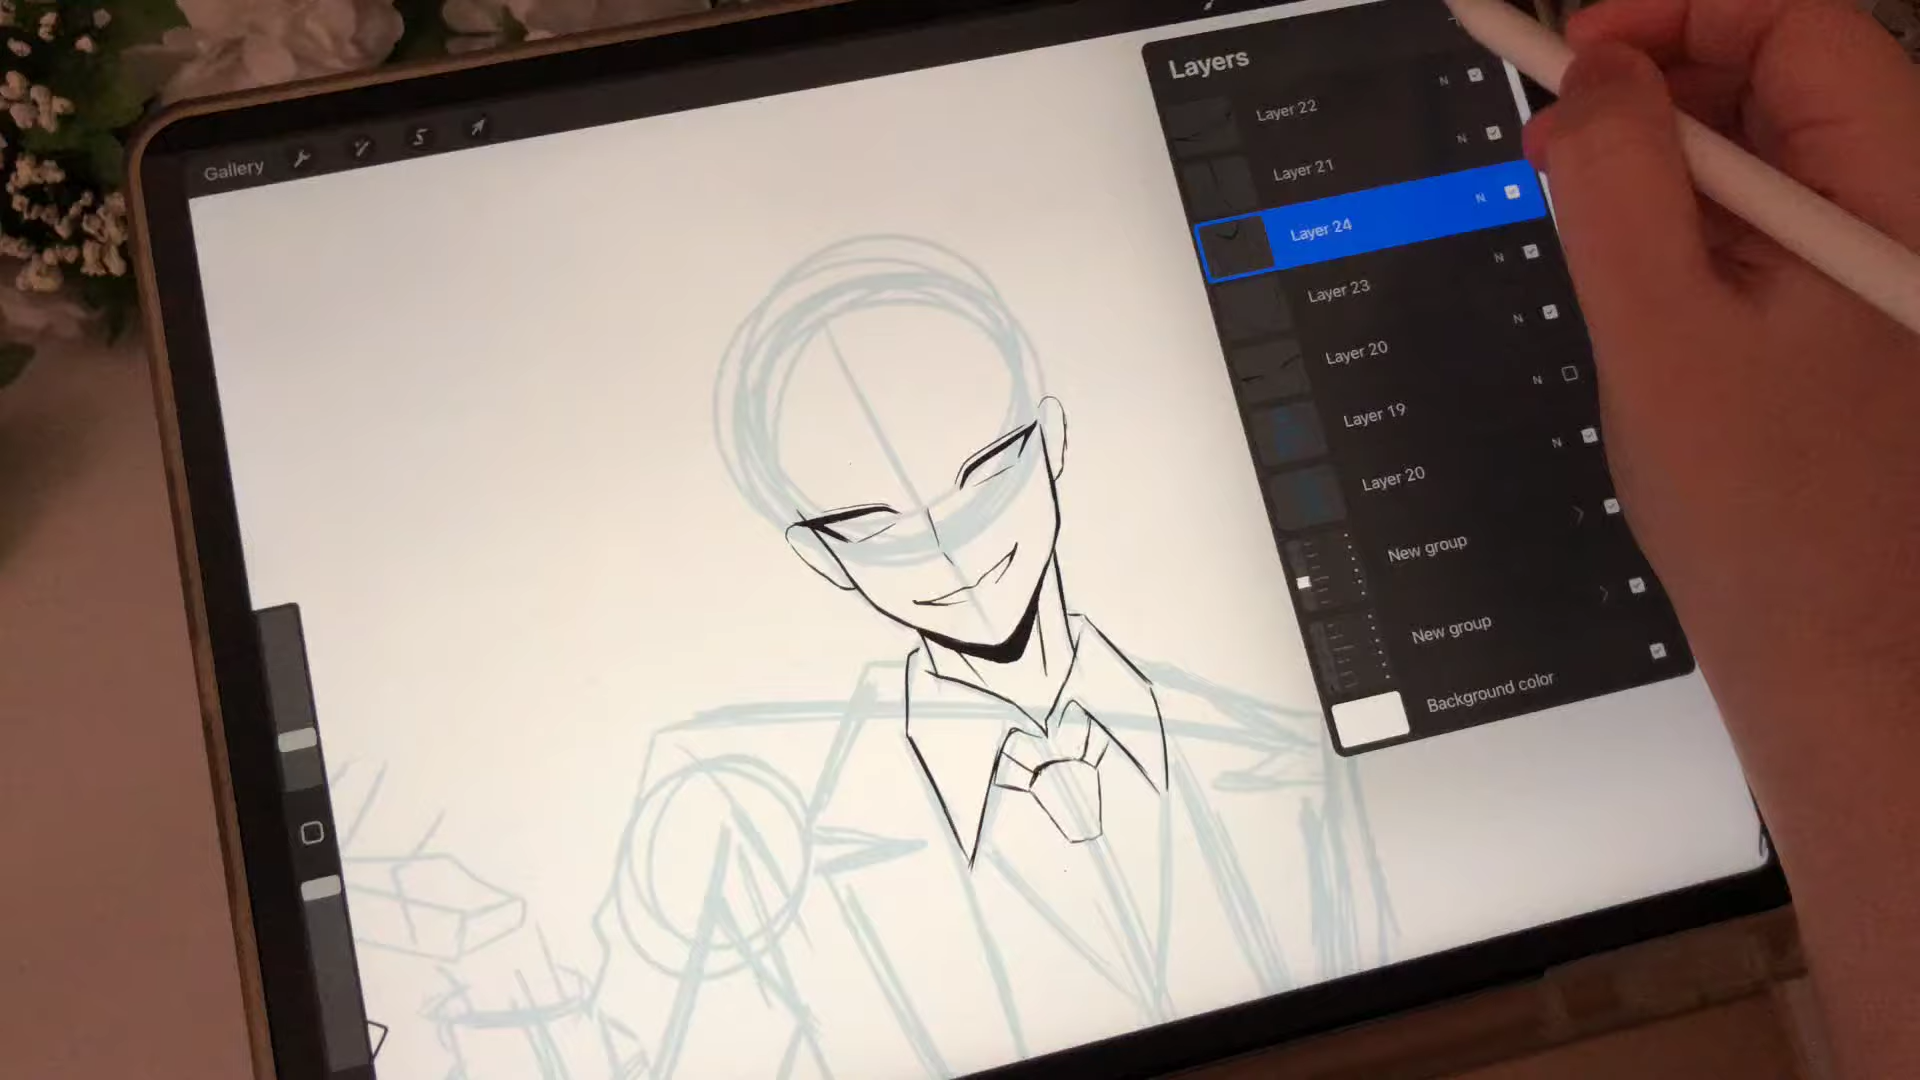 Gallery
Layers
Layer 22 N
Layer 21 N
Layer 24 N
Layer 23 N
Layer 20 N
Layer 19 N
Layer 20 N
New group
New group
Background color